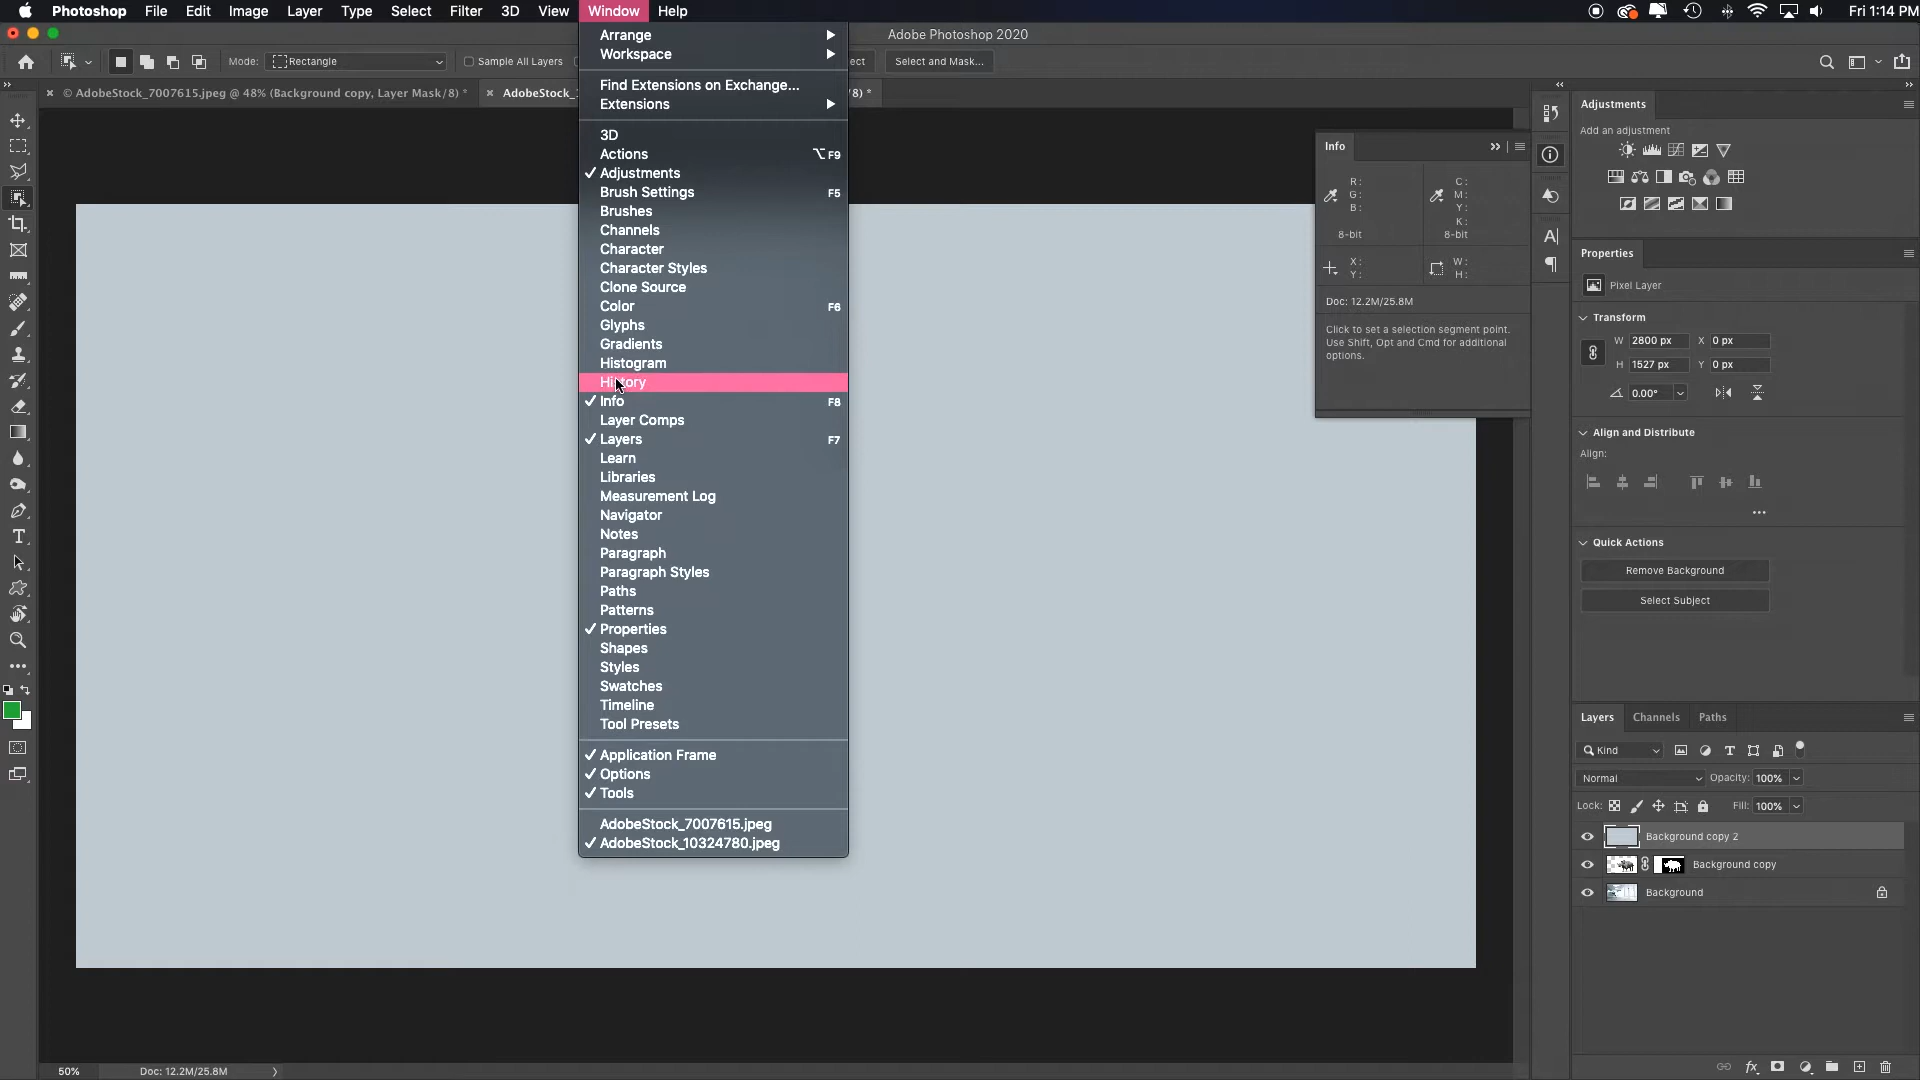 Photoshop File Edit Image Layer Type Select Filter 3D View Window Help Fri 1:14 PM
Adobe Photoshop 2020
Mode: Rectangle Sample All Layers Select and Mask...
© AdobeStock_7007615.jpeg @ 48% (Background copy, Layer Mask/8) *
Arrange
Workspace
Find Extensions on Exchange...
Extensions
3D
Actions ⌥F9
✓ Adjustments
Brush Settings F5
Brushes
Channels
Character
Character Styles
Clone Source
Color F6
Glyphs
Gradients
Histogram
History
✓ Info F8
Layer Comps
✓ Layers F7
Learn
Libraries
Measurement Log
Navigator
Notes
Paragraph
Paragraph Styles
Paths
Patterns
✓ Properties
Shapes
Styles
Swatches
Timeline
Tool Presets
✓ Application Frame
✓ Options
✓ Tools
AdobeStock_7007615.jpeg
✓ AdobeStock_10324780.jpeg
Info
R: C:
G: M:
B: Y:
K:
8-bit 8-bit
X: W:
Y: H:
Doc: 12.2M/25.8M
Click to set a selection segment point.
Use Shift, Opt and Cmd for additional
options.
Adjustments
Add an adjustment
Properties
Pixel Layer
Transform
W 2800 px X 0 px
H 1527 px Y 0 px
0.00°
Align and Distribute
Align:
Quick Actions
Remove Background
Select Subject
Layers Channels Paths
Kind
Normal Opacity: 100%
Lock: Fill: 100%
Background copy 2
Background copy
Background
50% Doc: 12.2M/25.8M